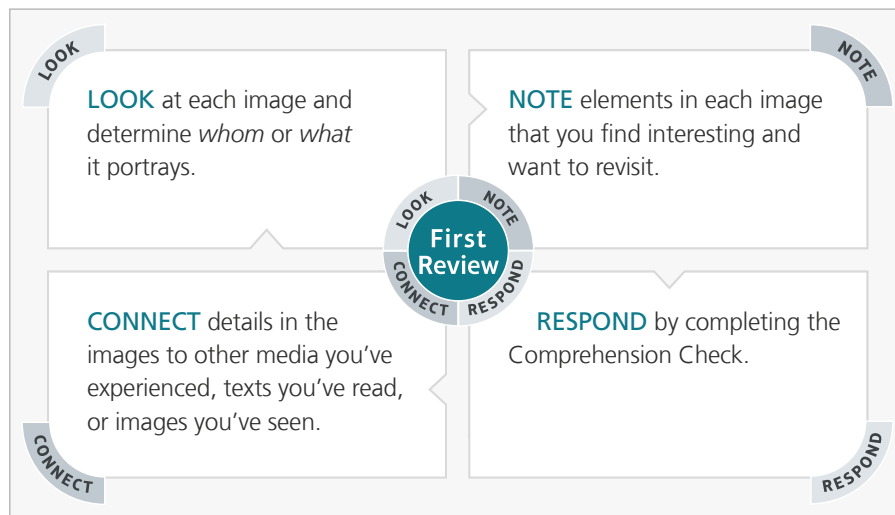 LOOK
LOOK at each image and
determine whom or what
it portrays.
NOTE
NOTE elements in each image
that you find interesting and
want to revisit.
LOOK
NOTE
First
Review
CONNECT
RESPOND
CONNECT details in the
images to other media you’ve
experienced, texts you’ve read,
or images you’ve seen.
CONNECT
RESPOND by completing the
Comprehension Check.
RESPOND